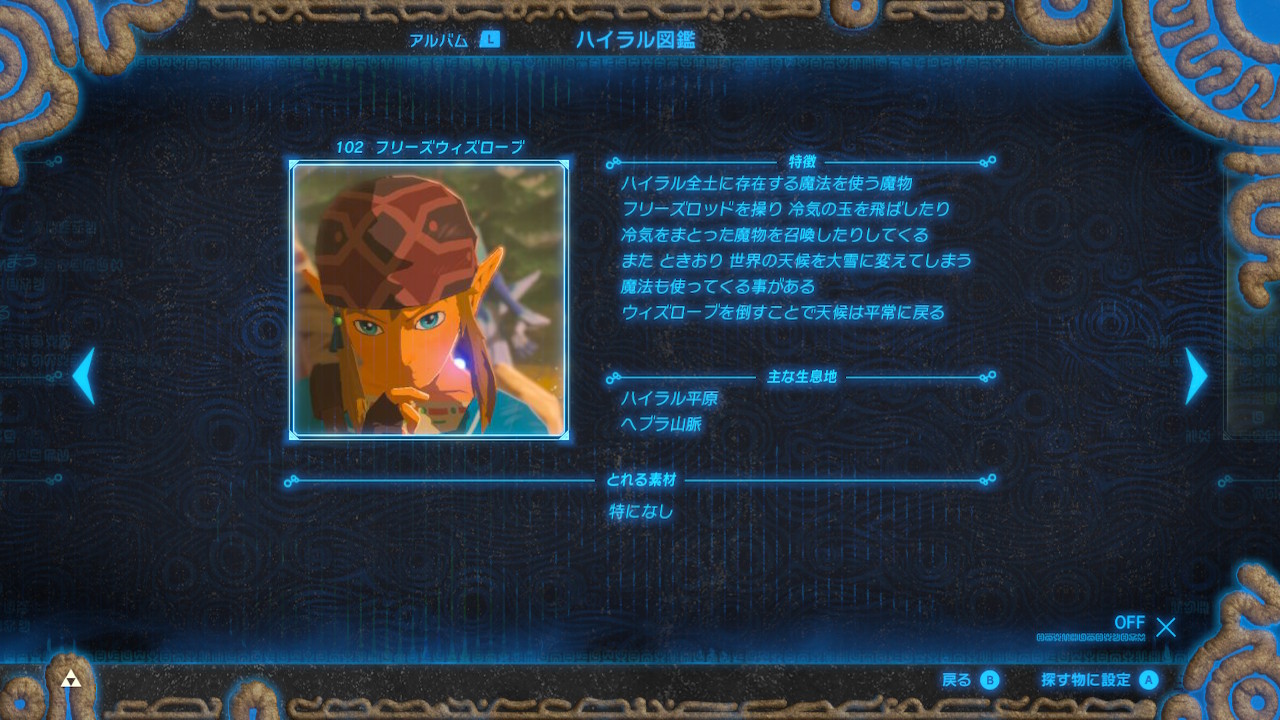 アルバム L
ハイラル図鑑
102 フリーズウィズローブ
特徴
ハイラル全土に存在する魔法を使う魔物
フリーズロッドを操り 冷気の玉を飛ばしたり
冷気をまとった魔物を召喚したりしてくる
また ときおり 世界の天候を大雪に変えてしまう
魔法も使ってくる事がある
ウィズローブを倒すことで天候は平常に戻る
主な生息地
ハイラル平原
ヘブラ山脈
とれる素材
特になし
OFF
戻る B
探す物に設定 A